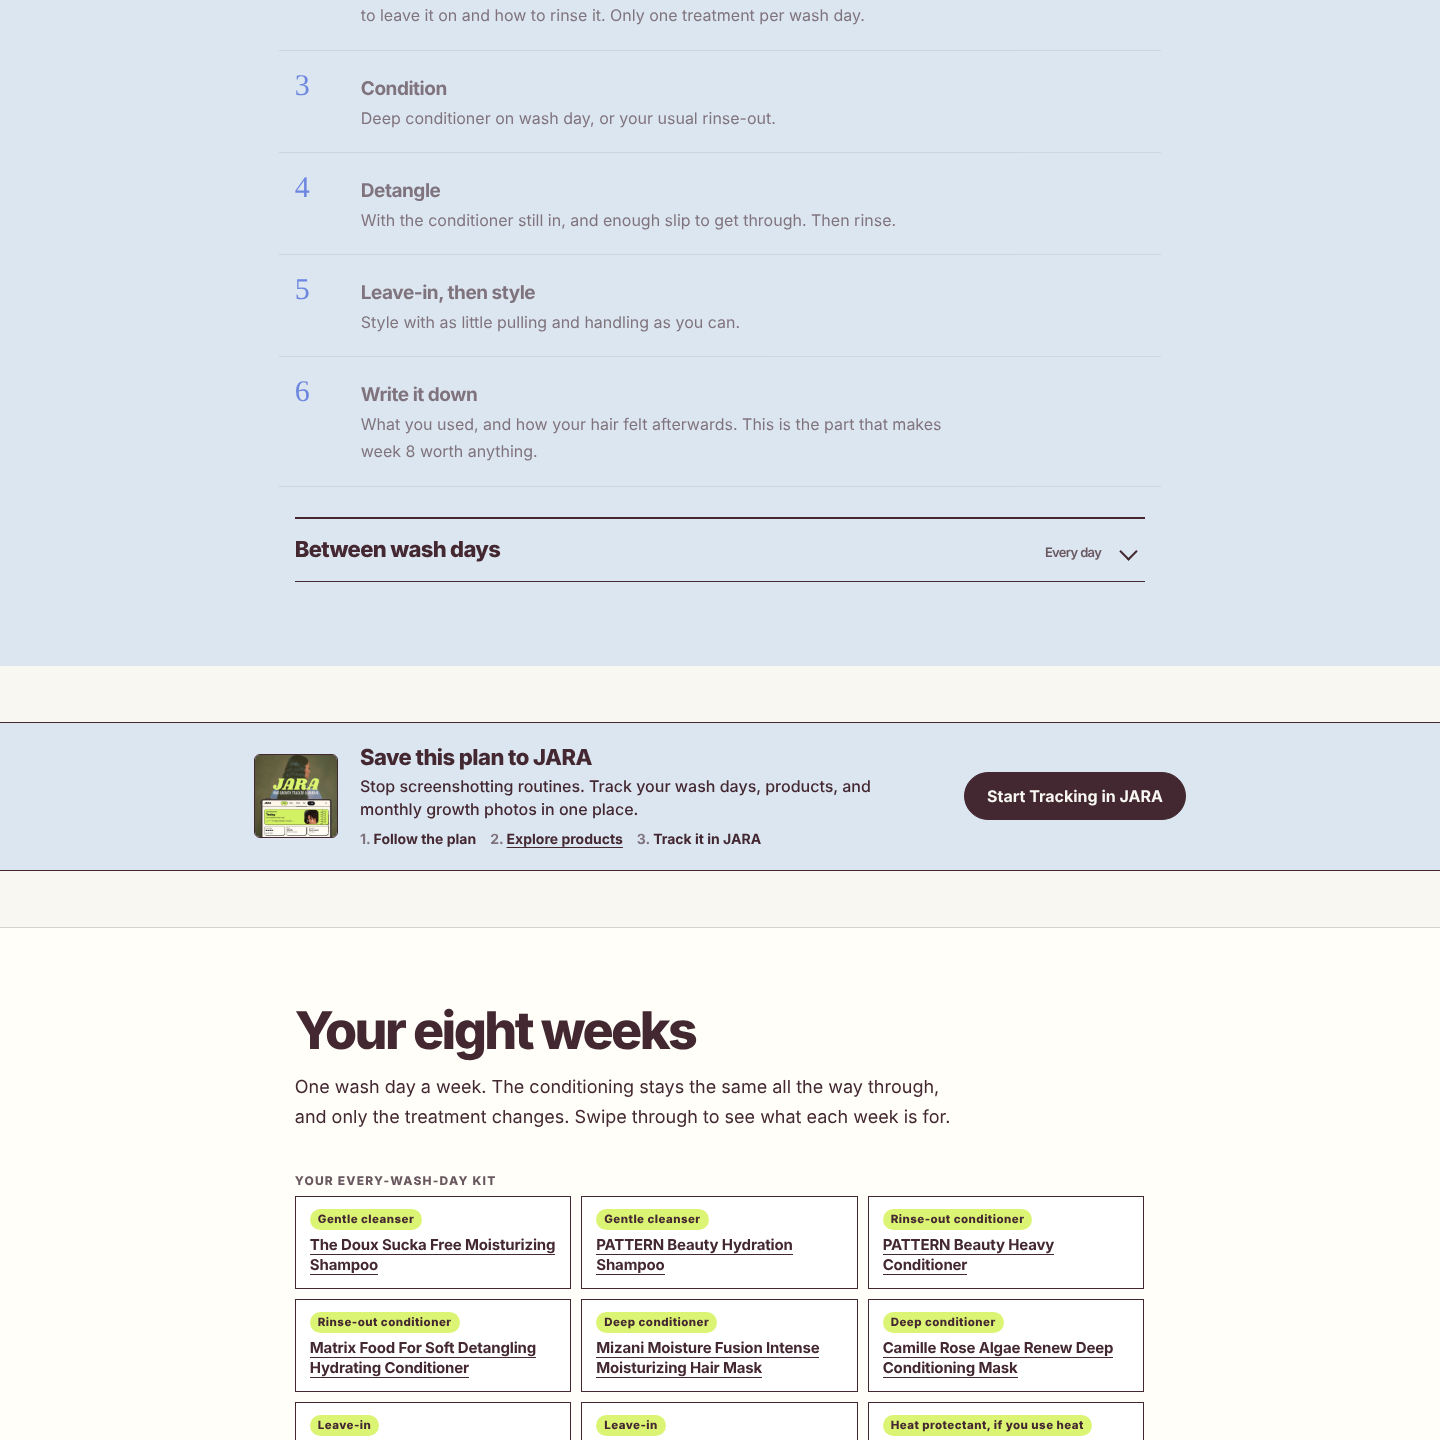 to leave it on and how to rinse it. Only one treatment per wash day.
3
Condition
Deep conditioner on wash day, or your usual rinse-out.
4
Detangle
With the conditioner still in, and enough slip to get through. Then rinse.
5
Leave-in, then style
Style with as little pulling and handling as you can.
6
Write it down
What you used, and how your hair felt afterwards. This is the part that makes
week 8 worth anything.
Between wash days
Every day
JARA
Save this plan to JARA
Stop screenshotting routines. Track your wash days, products, and
monthly growth photos in one place.
1. Follow the plan 2. Explore products 3. Track it in JARA
Start Tracking in JARA
Your eight weeks
One wash day a week. The conditioning stays the same all the way through,
and only the treatment changes. Swipe through to see what each week is for.
YOUR EVERY-WASH-DAY KIT
Gentle cleanser
The Doux Sucka Free Moisturizing
Shampoo
Gentle cleanser
PATTERN Beauty Hydration
Shampoo
Rinse-out conditioner
PATTERN Beauty Heavy
Conditioner
Rinse-out conditioner
Matrix Food For Soft Detangling
Hydrating Conditioner
Deep conditioner
Mizani Moisture Fusion Intense
Moisturizing Hair Mask
Deep conditioner
Camille Rose Algae Renew Deep
Conditioning Mask
Leave-in
Leave-in
Heat protectant, if you use heat